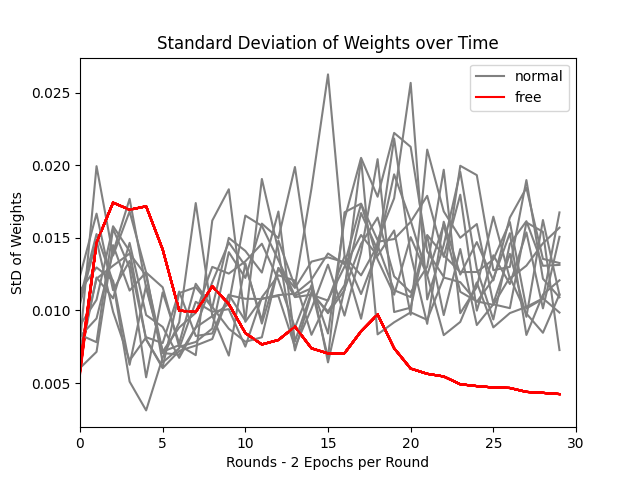 Standard Deviation of Weights over Time
normal
free
StD of Weights
0.025
0.020
0.015
0.010
0.005
0 5 10 15 20 25 30
Rounds - 2 Epochs per Round